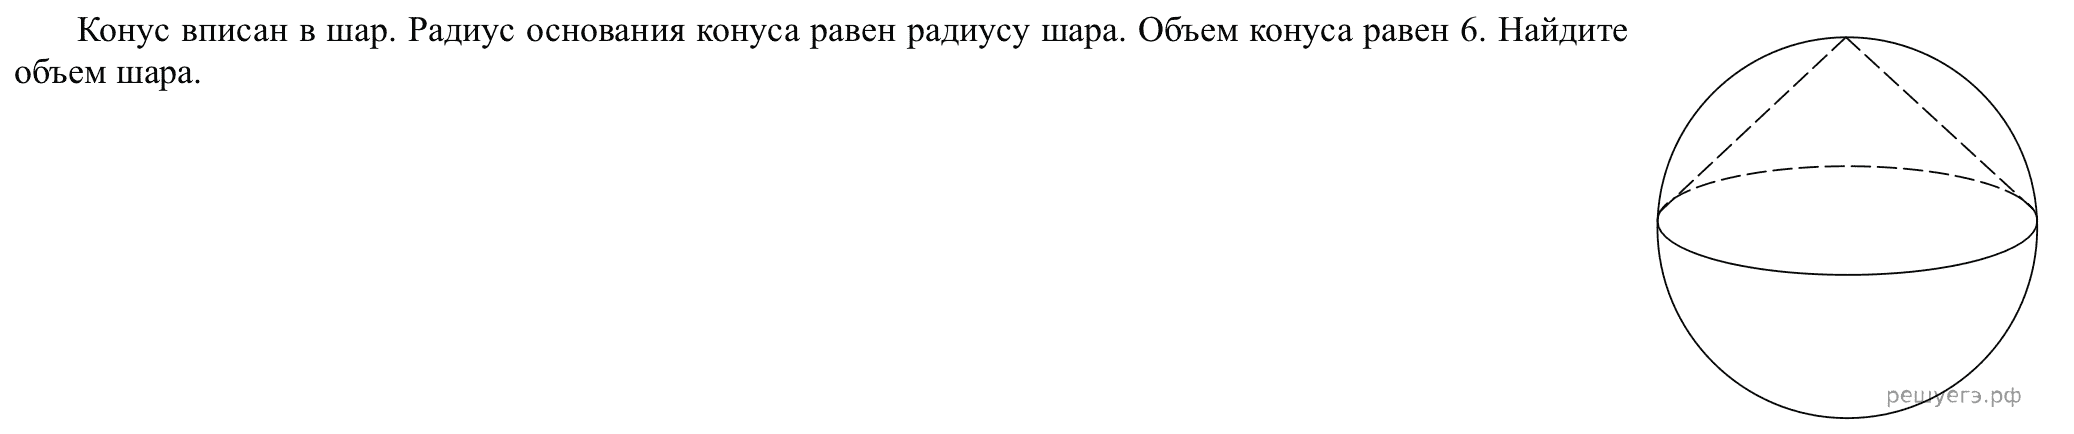 Конус вписан в шар. Радиус основания конуса равен радиусу шара. Объем конуса равен 6. Найдите
объем шара.
решуегэ.рф